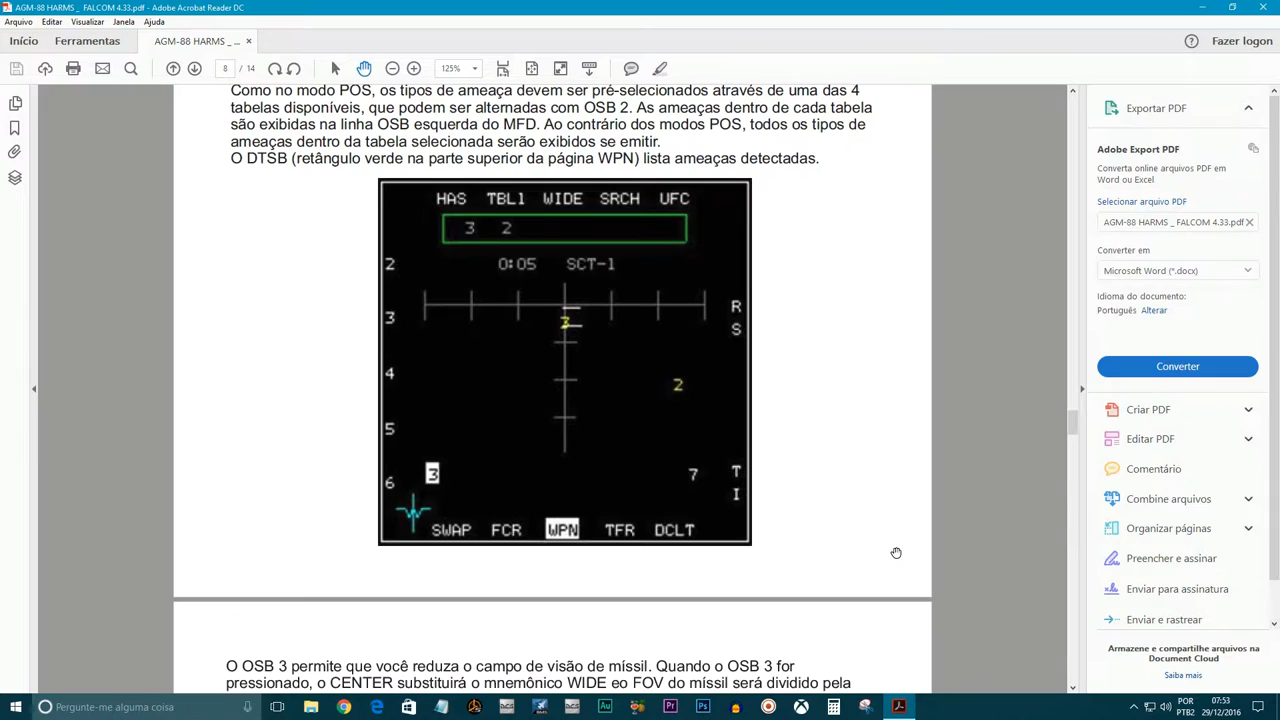 AGM-88 HARMS _ FALCOM 4.33.pdf - Adobe Acrobat Reader DC
Arquivo Editar Visualizar Janela Ajuda
Início Ferramentas AGM-88 HARMS _ ... × Fazer logon
8 / 14 125%
Como no modo POS, os tipos de ameaça devem ser pré-selecionados através de uma das 4
tabelas disponíveis, que podem ser alternadas com OSB 2. As ameaças dentro de cada tabela
são exibidas na linha OSB esquerda do MFD. Ao contrário dos modos POS, todos os tipos de
ameaças dentro da tabela selecionada serão exibidos se emitir.
O DTSB (retângulo verde na parte superior da página WPN) lista ameaças detectadas.
HAS TBL1 WIDE SRCH UFC
3 2
2 0:05 SCT-1
3 3 R
S
4 2
5
6 3 7 T
I
SWAP FCR WPN TFR DCLT
O OSB 3 permite que você reduza o campo de visão de míssil. Quando o OSB 3 for
pressionado, o CENTER substituirá o mnemônico WIDE eo FOV do míssil será dividido pela
Exportar PDF
Adobe Export PDF
Converta online arquivos PDF em
Word ou Excel
Selecionar arquivo PDF
AGM-88 HARMS _ FALCOM 4.33.pdf ×
Converter em
Microsoft Word (*.docx)
Idioma do documento:
Português Alterar
Converter
Criar PDF
Editar PDF
Comentário
Combine arquivos
Organizar páginas
Preencher e assinar
Enviar para assinatura
Enviar e rastrear
Armazene e compartilhe arquivos na
Document Cloud
Saiba mais
Pergunte-me alguma coisa
DCS DCS Au Pr Ps
POR 07:53
PTB2 29/12/2016